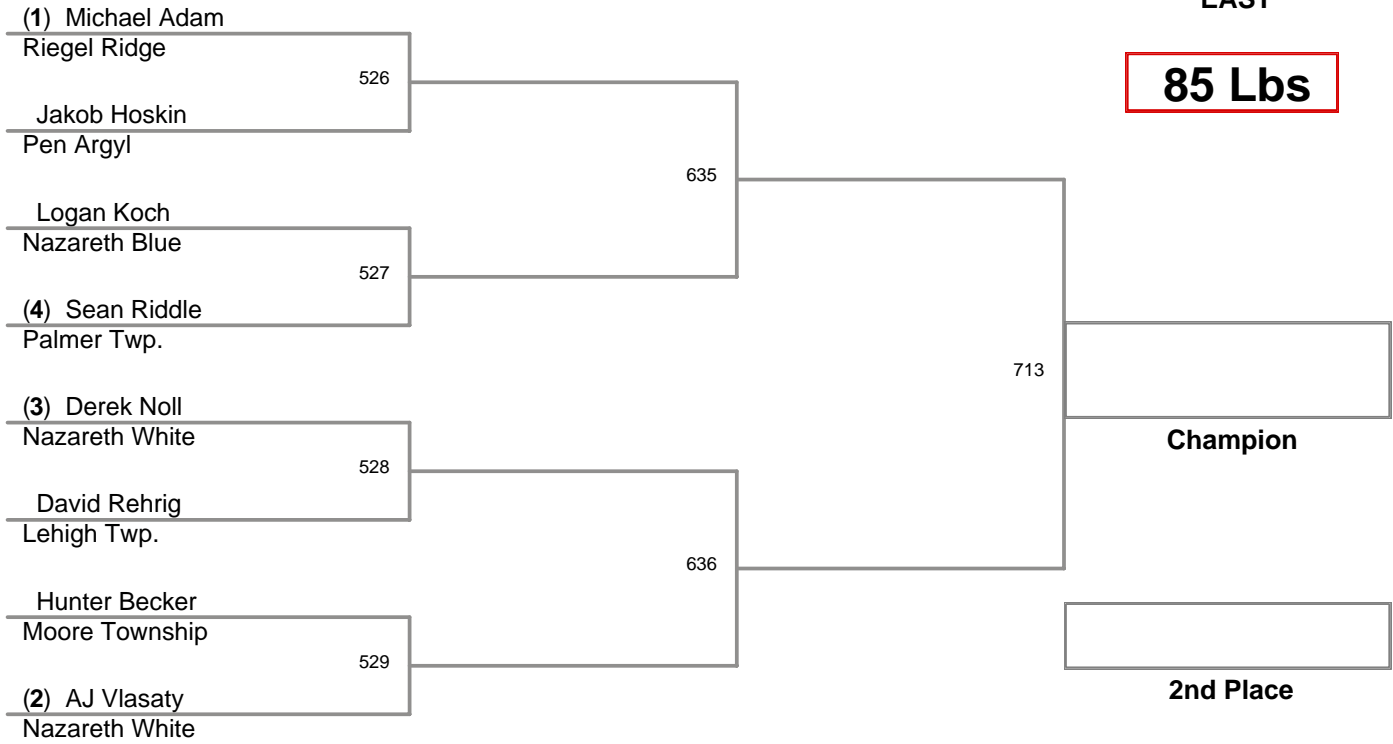 EAST
85 Lbs
(1) Michael Adam
Riegel Ridge
526
Jakob Hoskin
Pen Argyl
635
Logan Koch
Nazareth Blue
527
(4) Sean Riddle
Palmer Twp.
713
(3) Derek Noll
Nazareth White
528
David Rehrig
Lehigh Twp.
636
Hunter Becker
Moore Township
529
(2) AJ Vlasaty
Nazareth White
Champion
2nd Place